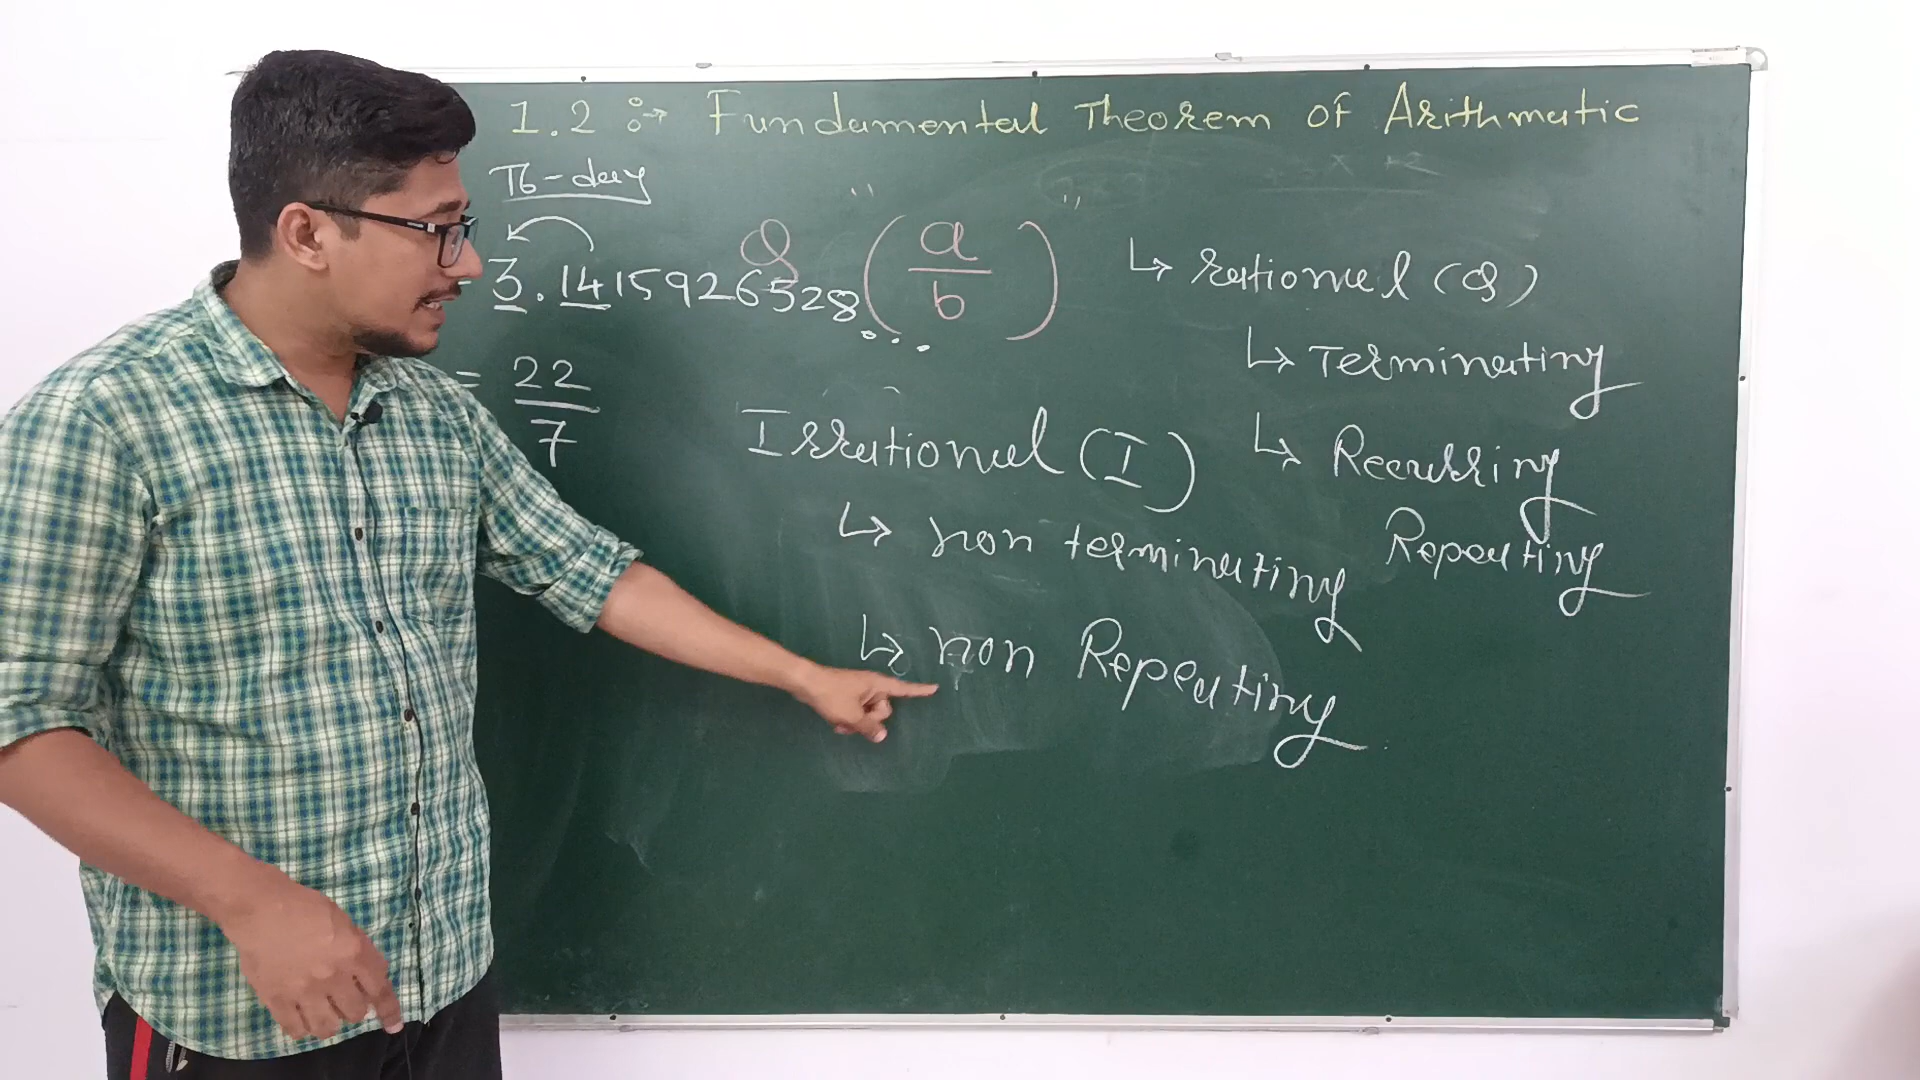 1.2 :→ Fundamental Theorem of Arithmatic
T6-day
= 3.1415926528...
Q ( a/b )
= 22/7
↳ rational (Q)
↳ Terminating
↳ Recurring
Repeating
Irrational (I)
↳ non terminating
↳ non Repeating